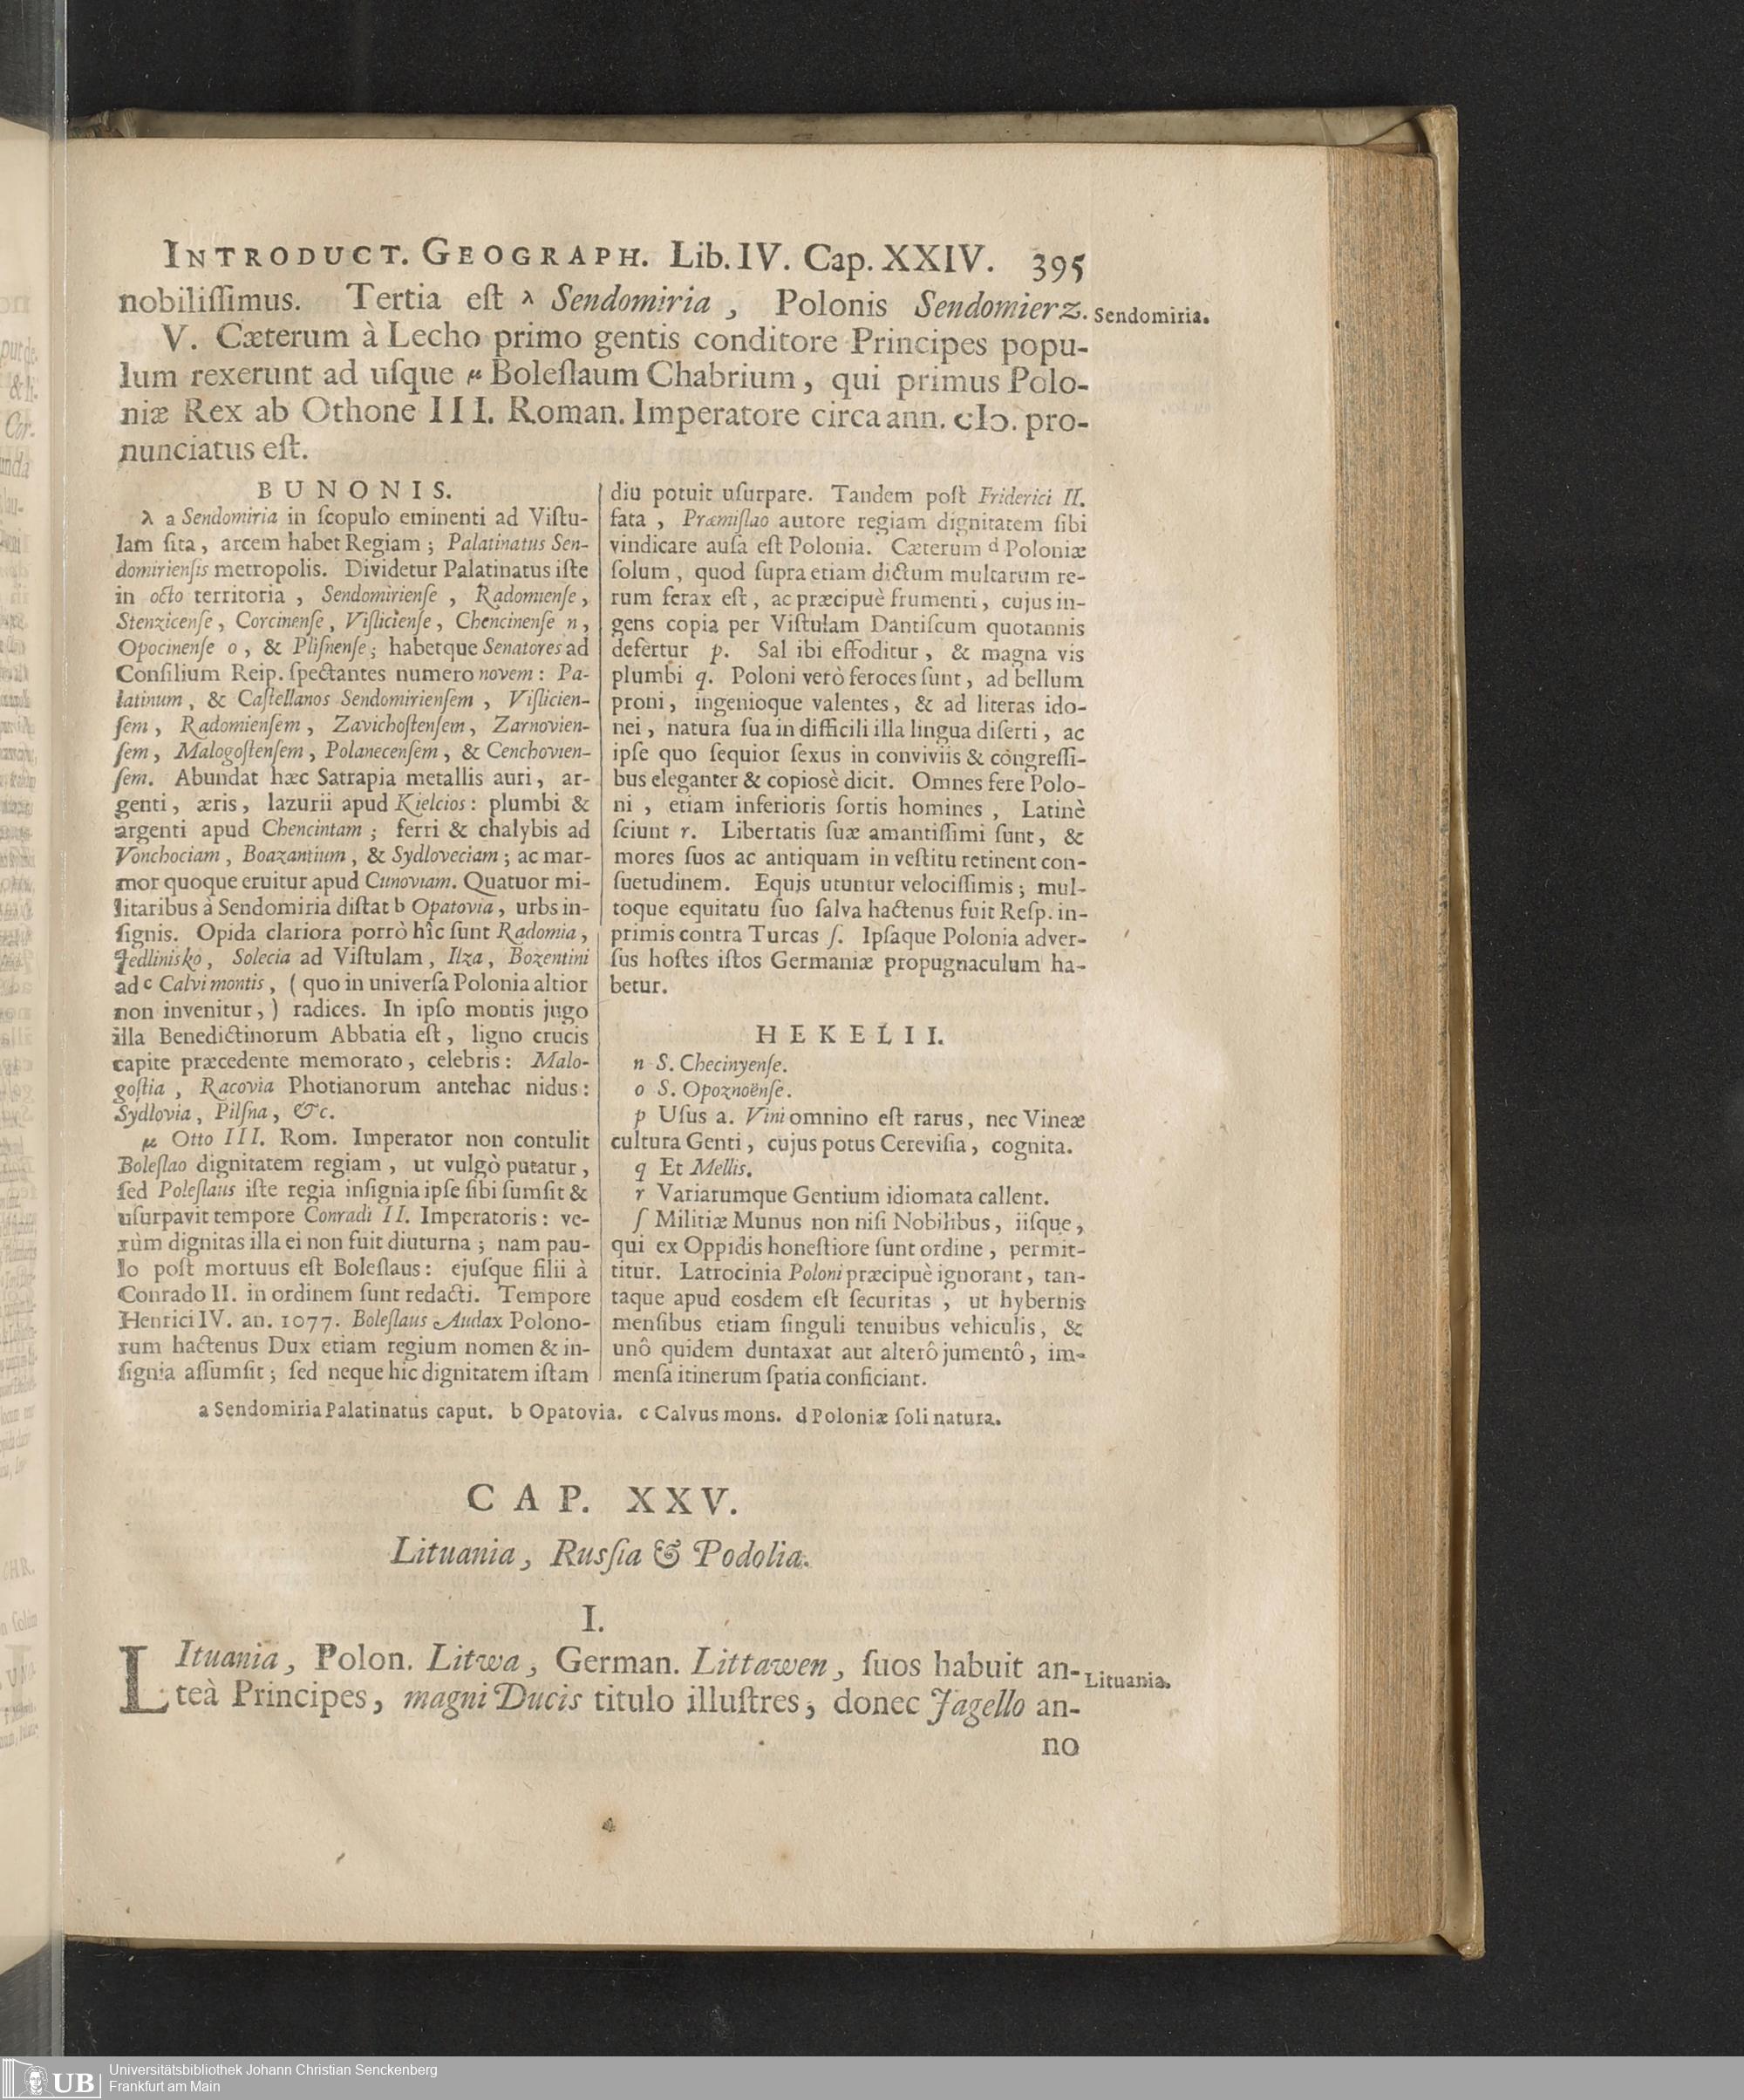 INTRODUCT. GEOGRAPH. Lib. IV. Cap. XXIV. 395
nobiliſſimus. Tertia eſt λ Sendomiria, Polonis Sendomierz.
Sendomiria.
V. Cæterum à Lecho primo gentis conditore Principes popu-
lum rexerunt ad uſque μ Boleſlaum Chabrium, qui primus Polo-
niæ Rex ab Othone III. Roman. Imperatore circa ann. cIↄ. pro-
nunciatus eſt.
BUNONIS.
λ a Sendomiria in ſcopulo eminenti ad Viſtu-
lam ſita, arcem habet Regiam; Palatinatus Sen-
domirienſis metropolis. Dividetur Palatinatus iſte
in octo territoria, Sendomirienſe, Radomienſe,
Stenzicenſe, Corcinenſe, Viſlicienſe, Chencinenſe n,
Opocinenſe o, & Pliſnenſe; habetque Senatores ad
Conſilium Reip. ſpectantes numero novem: Pa-
latinum, & Caſtellanos Sendomirienſem, Viſlicien-
ſem, Radomienſem, Zavichoſtenſem, Zarnovien-
ſem, Malogoſtenſem, Polanecenſem, & Cenchovien-
ſem. Abundat hæc Satrapia metallis auri, ar-
genti, æris, lazurii apud Kielcios: plumbi &
argenti apud Chencintam; ferri & chalybis ad
Vonchociam, Boazantium, & Sydloveciam; ac mar-
mor quoque eruitur apud Cunoviam. Quatuor mi-
litaribus à Sendomiria diſtat b Opatovia, urbs in-
ſignis. Opida clariora porrò hîc ſunt Radomia,
Jedlinisko, Solecia ad Viſtulam, Ilza, Bozentini
ad c Calvi montis, (quo in univerſa Polonia altior
non invenitur,) radices. In ipſo montis jugo
illa Benedictinorum Abbatia eſt, ligno crucis
capite præcedente memorato, celebris: Malo-
goſtia, Racovia Photianorum antehac nidus:
Sydlovia, Pilſna, &c.
μ Otto III. Rom. Imperator non contulit
Boleſlao dignitatem regiam, ut vulgò putatur,
ſed Poleſlaus iſte regia inſignia ipſe ſibi ſumſit &
uſurpavit tempore Conradi II. Imperatoris: ve-
rùm dignitas illa ei non fuit diuturna; nam pau-
lo poſt mortuus eſt Boleſlaus: ejuſque filii à
Conrado II. in ordinem ſunt redacti. Tempore
Henrici IV. an. 1077. Boleſlaus Audax Polono-
rum hactenus Dux etiam regium nomen & in-
ſignia aſſumſit; ſed neque hic dignitatem iſtam
diu potuit uſurpare. Tandem poſt Friderici II.
fata, Præmiſlao autore regiam dignitatem ſibi
vindicare auſa eſt Polonia. Cæterum d Poloniæ
ſolum, quod ſupra etiam dictum multarum re-
rum ferax eſt, ac præcipuè frumenti, cujus in-
gens copia per Viſtulam Dantiſcum quotannis
defertur p. Sal ibi effoditur, & magna vis
plumbi q. Poloni verò feroces ſunt, ad bellum
proni, ingenioque valentes, & ad literas ido-
nei, natura ſua in difficili illa lingua diſerti, ac
ipſe quo ſequior ſexus in conviviis & congreſſi-
bus eleganter & copiosè dicit. Omnes fere Polo-
ni, etiam inferioris ſortis homines, Latinè
ſciunt r. Libertatis ſuæ amantiſſimi ſunt, &
mores ſuos ac antiquam in veſtitu retinent con-
ſuetudinem. Equis utuntur velociſſimis; mul-
toque equitatu ſuo ſalva hactenus fuit Reſp. in-
primis contra Turcas ſ. Ipſaque Polonia adver-
ſus hoſtes iſtos Germaniæ propugnaculum ha-
betur.
HEKELII.
n S. Checinyenſe.
o S. Opoznoënſe.
p Uſus a. Vini omnino eſt rarus, nec Vineæ
cultura Genti, cujus potus Cereviſia, cognita.
q Et Mellis.
r Variarumque Gentium idiomata callent.
ſ Militiæ Munus non niſi Nobilibus, iiſque,
qui ex Oppidis honeſtiore ſunt ordine, permit-
titur. Latrocinia Poloni præcipuè ignorant, tan-
taque apud eosdem eſt ſecuritas, ut hybernis
menſibus etiam ſinguli tenuibus vehiculis, &
unô quidem duntaxat aut alterô jumentô, im-
menſa itinerum ſpatia conficiant.
a Sendomiria Palatinatus caput. b Opatovia. c Calvus mons. d Poloniæ ſoli natura.
CAP. XXV.
Lituania, Rusſia & Podolia.
I.
LItuania, Polon. Litwa, German. Littawen, ſuos habuit an-
Lituania.
teà Principes, magni Ducis titulo illuſtres, donec Jagello an-
no
UB
Universitätsbibliothek Johann Christian Senckenberg
Frankfurt am Main